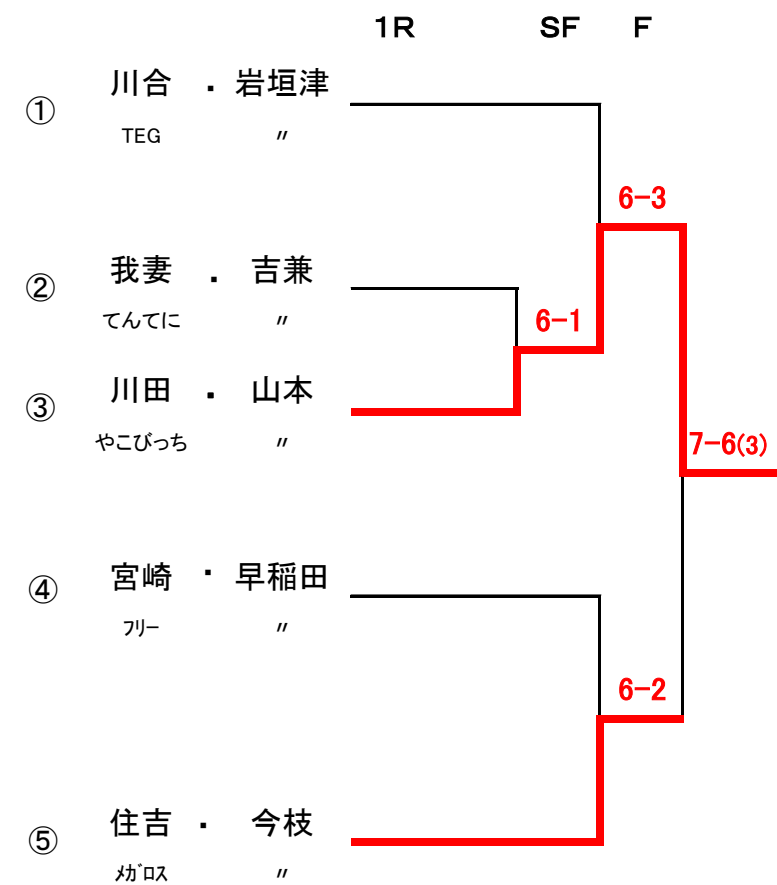 1R SF F
① 川合 ・ 岩垣津
TEG 〃
6-3
② 我妻 ・ 吉兼
てんてに 〃
6-1
③ 川田 ・ 山本
やこびっち 〃
7-6(3)
④ 宮崎 ・ 早稲田
ﾌﾘｰ 〃
6-2
⑤ 住吉 ・ 今枝
ﾒｶﾞﾛｽ 〃